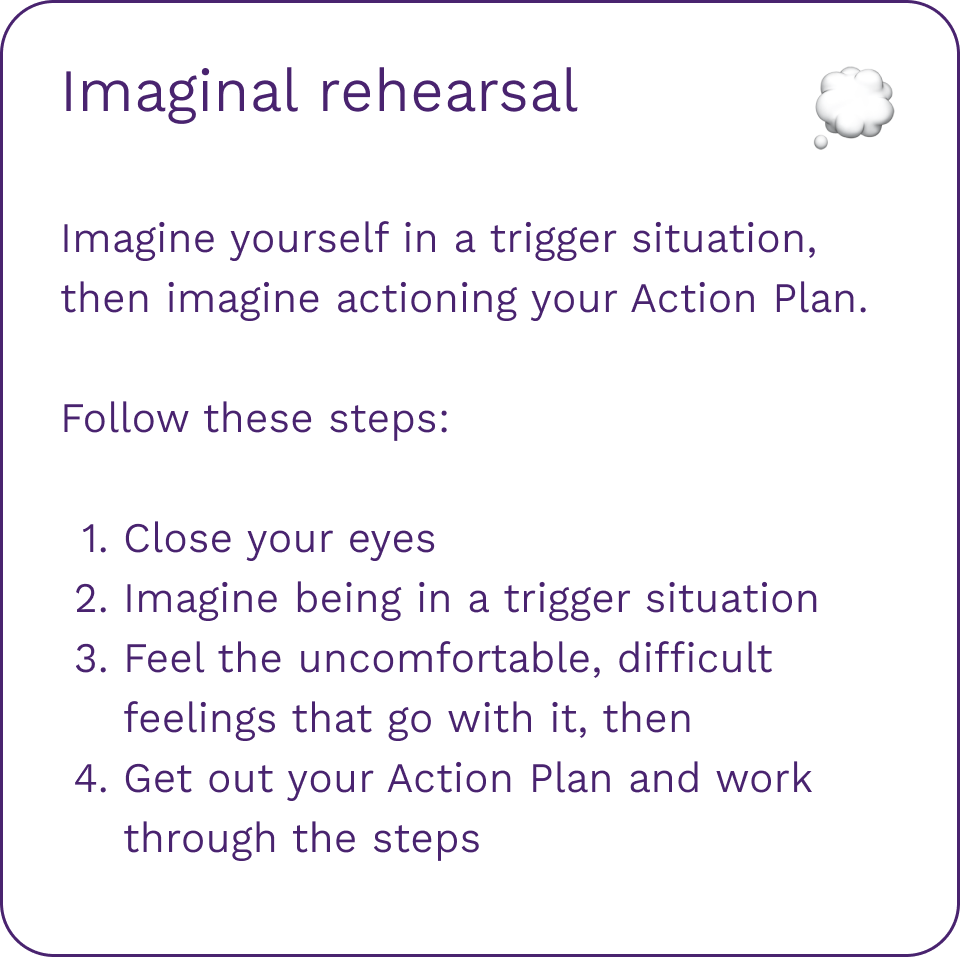 Imaginal rehearsal
Imagine yourself in a trigger situation,
then imagine actioning your Action Plan.
Follow these steps:
1. Close your eyes
2. Imagine being in a trigger situation
3. Feel the uncomfortable, difficult
feelings that go with it, then
4. Get out your Action Plan and work
through the steps